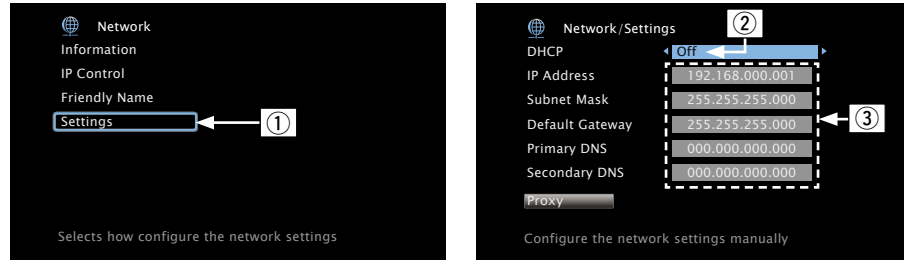 Network
Information
IP Control
Friendly Name
Settings
①
Selects how configure the network settings
Network/Settings
②
DHCP Off
IP Address 192.168.000.001
Subnet Mask 255.255.255.000
Default Gateway 255.255.255.000
③
Primary DNS 000.000.000.000
Secondary DNS 000.000.000.000
Proxy
Configure the network settings manually